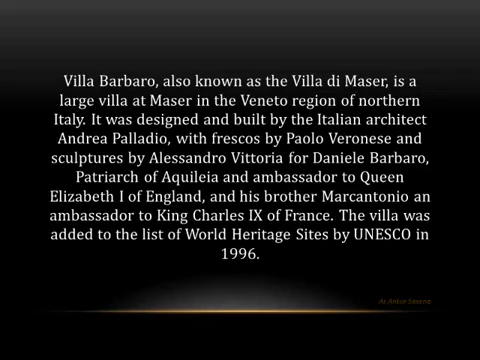 Villa Barbaro, also known as the Villa di Maser, is a
large villa at Maser in the Veneto region of northern
Italy. It was designed and built by the Italian architect
Andrea Palladio, with frescos by Paolo Veronese and
sculptures by Alessandro Vittoria for Daniele Barbaro,
Patriarch of Aquileia and ambassador to Queen
Elizabeth I of England, and his brother Marcantonio an
ambassador to King Charles IX of France. The villa was
added to the list of World Heritage Sites by UNESCO in
1996.
Ar.Ankur Saxena